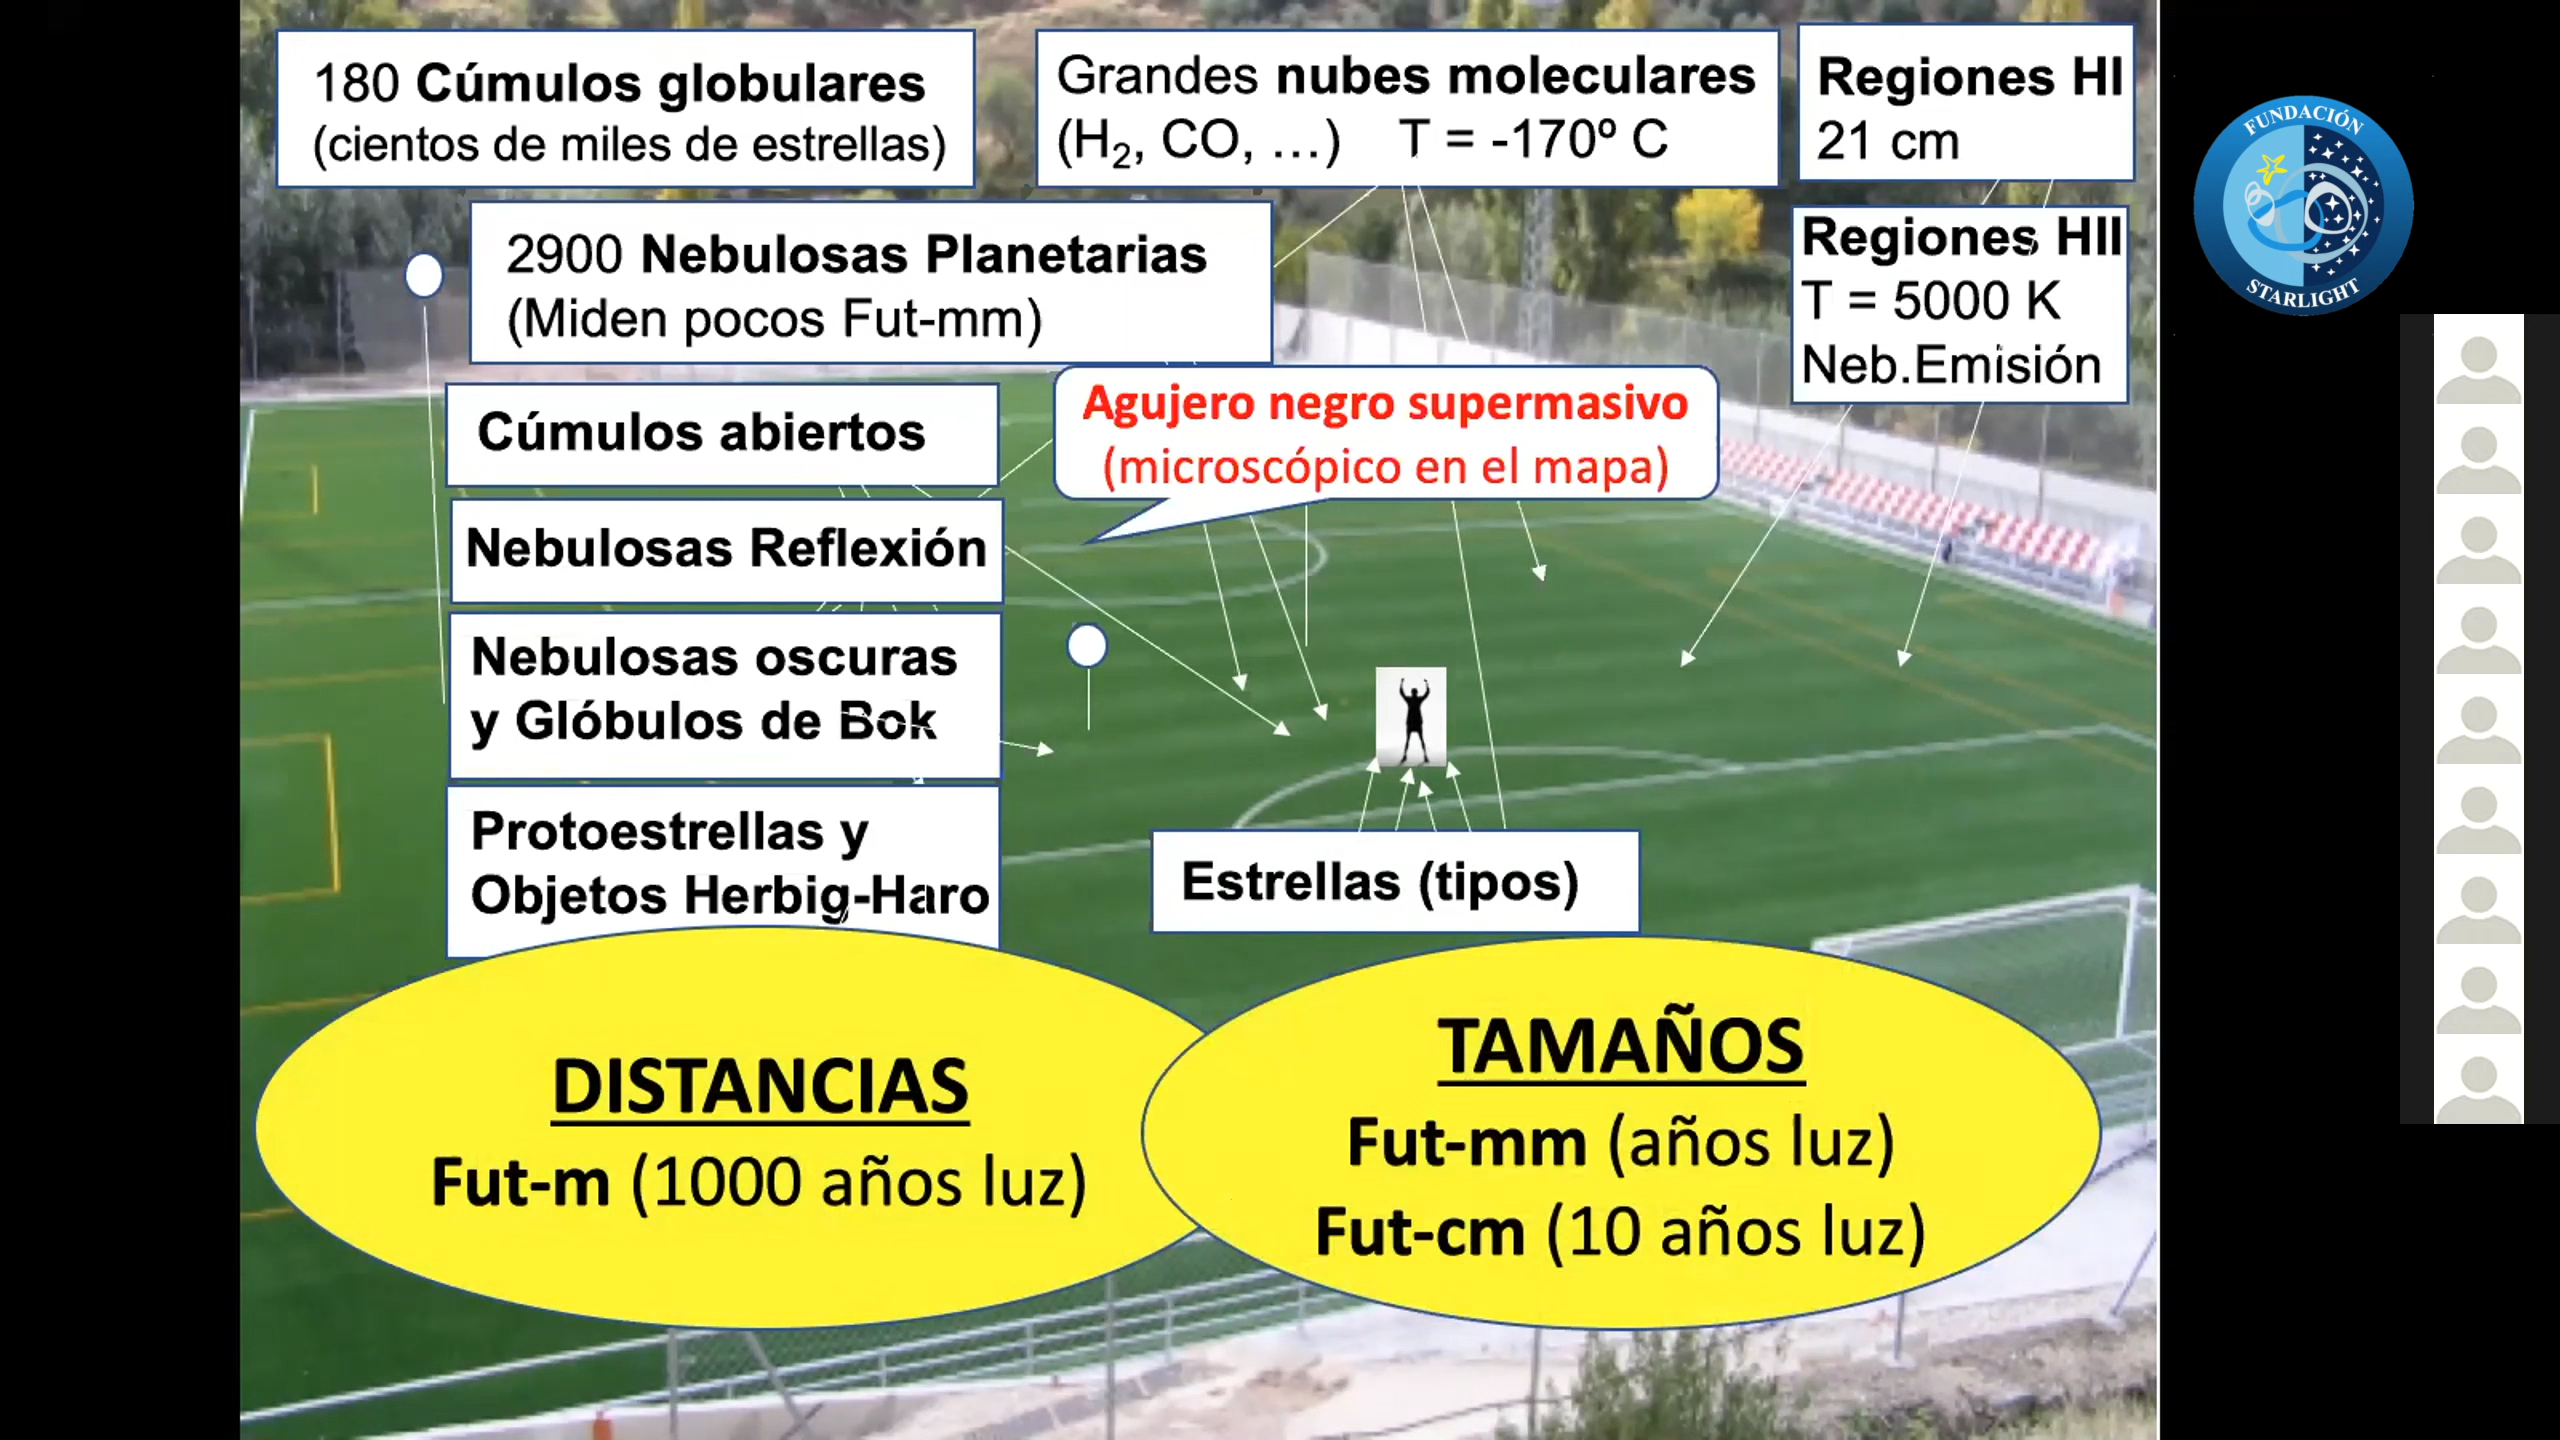 180 Cúmulos globulares
(cientos de miles de estrellas)
Grandes nubes moleculares
(H₂, CO, ...) T = -170º C
Regiones HI
21 cm
FUNDACIÓN
STARLIGHT
2900 Nebulosas Planetarias
(Miden pocos Fut-mm)
Regiones HII
T = 5000 K
Neb.Emisión
Cúmulos abiertos
Agujero negro supermasivo
(microscópico en el mapa)
Nebulosas Reflexión
Nebulosas oscuras
y Glóbulos de Bok
Protoestrellas y
Objetos Herbig-Haro
Estrellas (tipos)
DISTANCIAS
Fut-m (1000 años luz)
TAMAÑOS
Fut-mm (años luz)
Fut-cm (10 años luz)